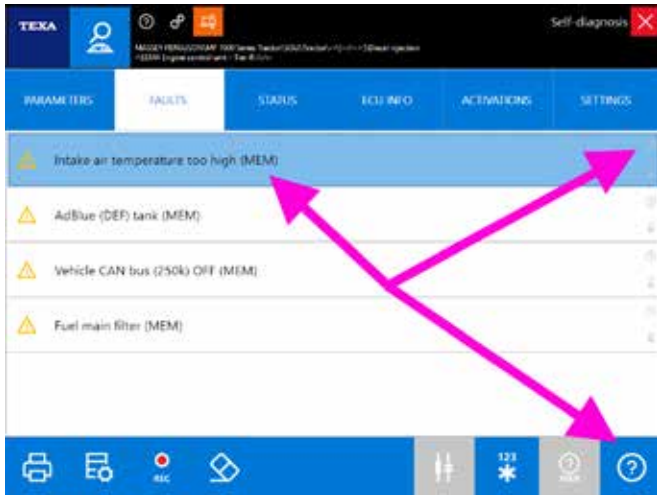 TEXA
Self-diagnosis
PARAMETERS
FAULTS
STATUS
ECU INFO
ACTIVATIONS
SETTINGS
Intake air temperature too high (MEM)
AdBlue (DEF) tank (MEM)
Vehicle CAN bus (250k) OFF (MEM)
Fuel main filter (MEM)
REC
123